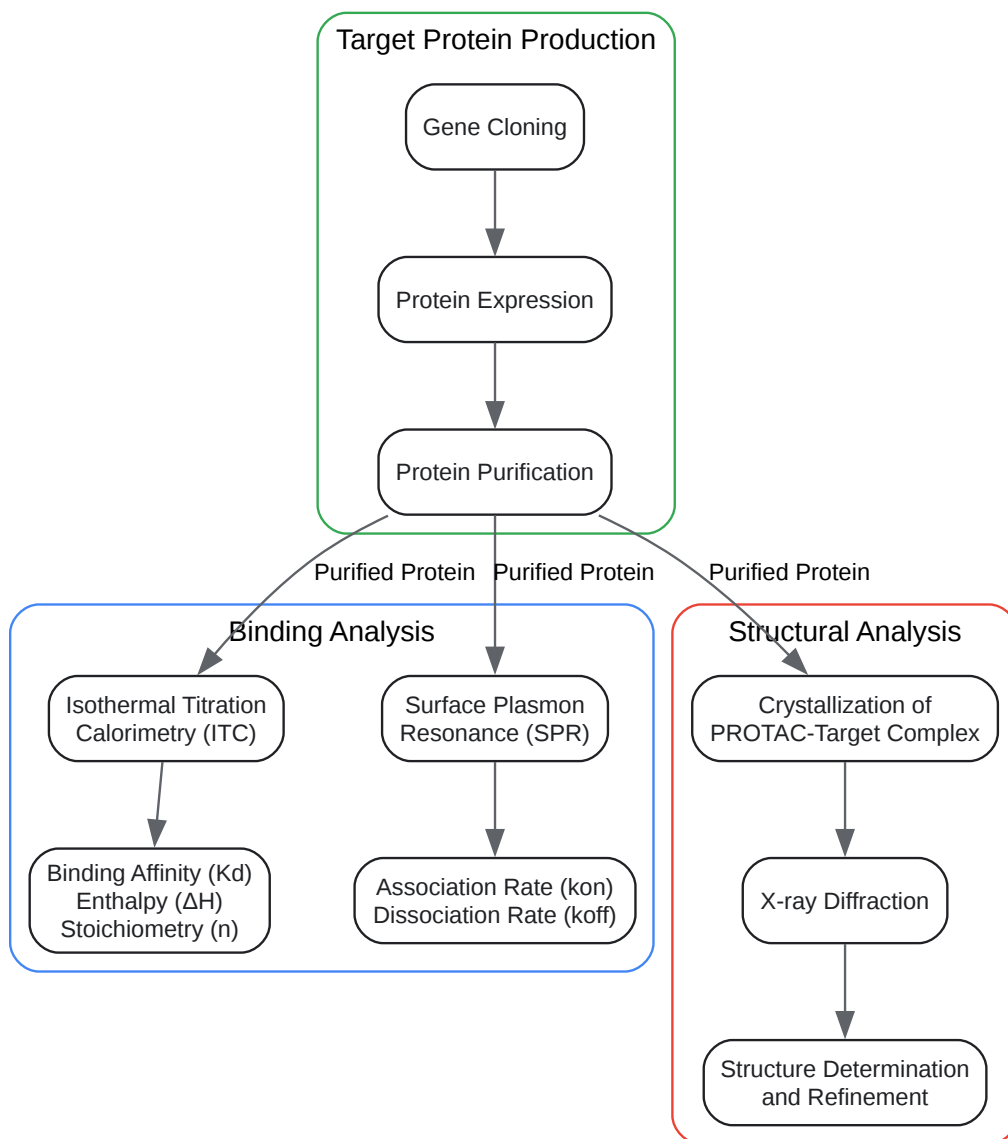 Target Protein Production
Gene Cloning
Protein Expression
Protein Purification
Purified Protein
Purified Protein
Purified Protein
Binding Analysis
Isothermal Titration
Calorimetry (ITC)
Surface Plasmon
Resonance (SPR)
Binding Affinity (Kd)
Enthalpy (ΔH)
Stoichiometry (n)
Association Rate (kon)
Dissociation Rate (koff)
Structural Analysis
Crystallization of
PROTAC-Target Complex
X-ray Diffraction
Structure Determination
and Refinement